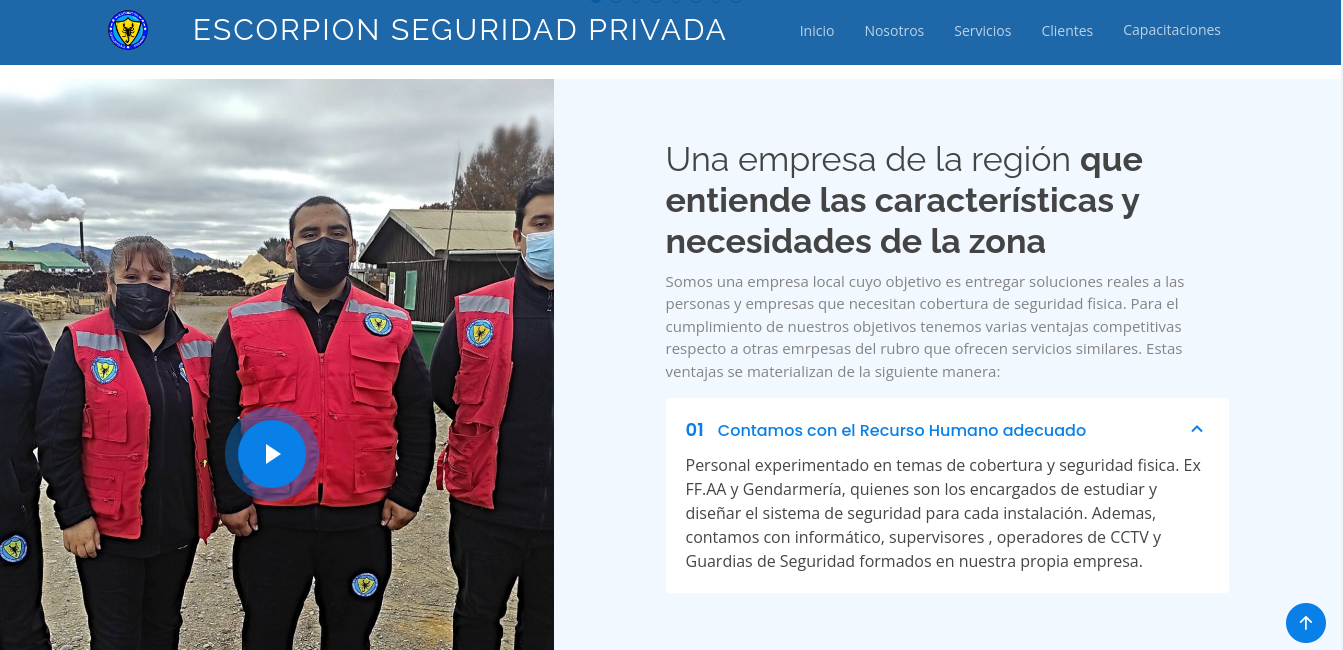 ESCORPION SEGURIDAD PRIVADA
Inicio
Nosotros
Servicios
Clientes
Capacitaciones
Una empresa de la región que
entiende las características y
necesidades de la zona
Somos una empresa local cuyo objetivo es entregar soluciones reales a las
personas y empresas que necesitan cobertura de seguridad fisica. Para el
cumplimiento de nuestros objetivos tenemos varias ventajas competitivas
respecto a otras emrpesas del rubro que ofrecen servicios similares. Estas
ventajas se materializan de la siguiente manera:
01 Contamos con el Recurso Humano adecuado
Personal experimentado en temas de cobertura y seguridad fisica. Ex
FF.AA y Gendarmería, quienes son los encargados de estudiar y
diseñar el sistema de seguridad para cada instalación. Ademas,
contamos con informático, supervisores , operadores de CCTV y
Guardias de Seguridad formados en nuestra propia empresa.